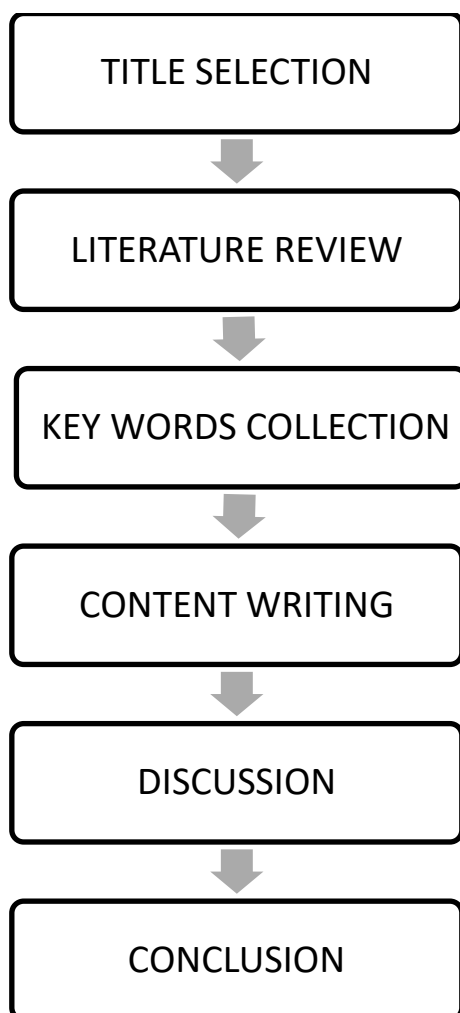 TITLE SELECTION
LITERATURE REVIEW
KEY WORDS COLLECTION
CONTENT WRITING
DISCUSSION
CONCLUSION